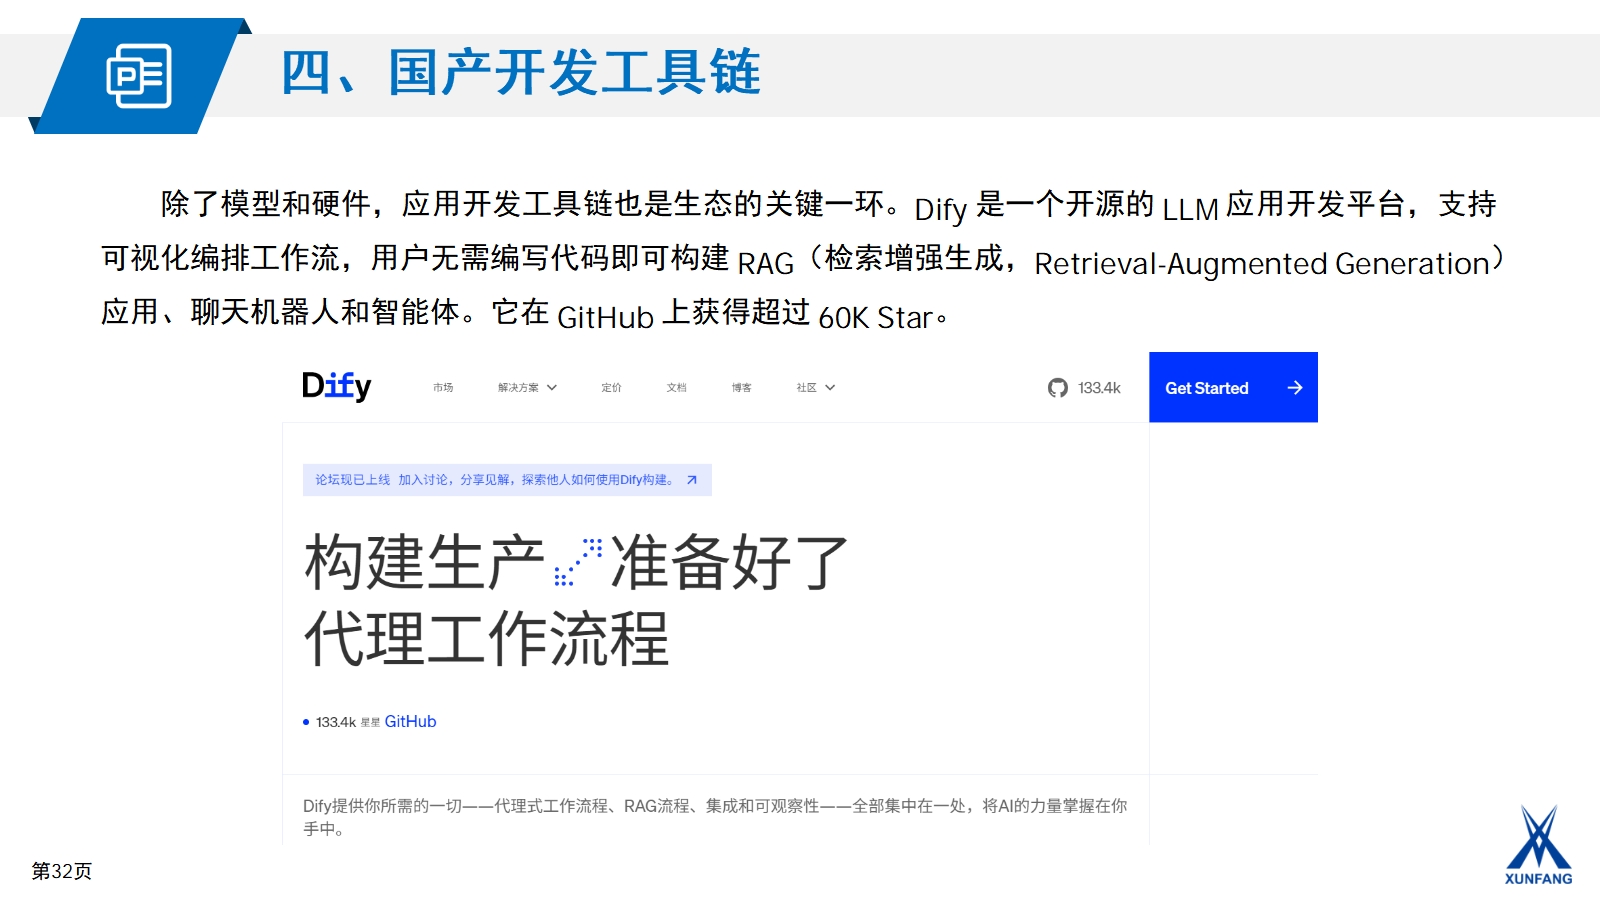 四、国产开发工具链
除了模型和硬件，应用开发工具链也是生态的关键一环。Dify 是一个开源的 LLM 应用开发平台，支持
可视化编排工作流，用户无需编写代码即可构建 RAG（检索增强生成，Retrieval-Augmented Generation）
应用、聊天机器人和智能体。它在 GitHub 上获得超过 60K Star。
Dify 市场 解决方案 定价 文档 博客 社区 133.4k Get Started
论坛现已上线 加入讨论，分享见解，探索他人如何使用Dify构建。
构建生产 准备好了
代理工作流程
133.4k 星星 GitHub
Dify提供你所需的一切——代理式工作流程、RAG流程、集成和可观察性——全部集中在一处，将AI的力量掌握在你
手中。
第32页
XUNFANG